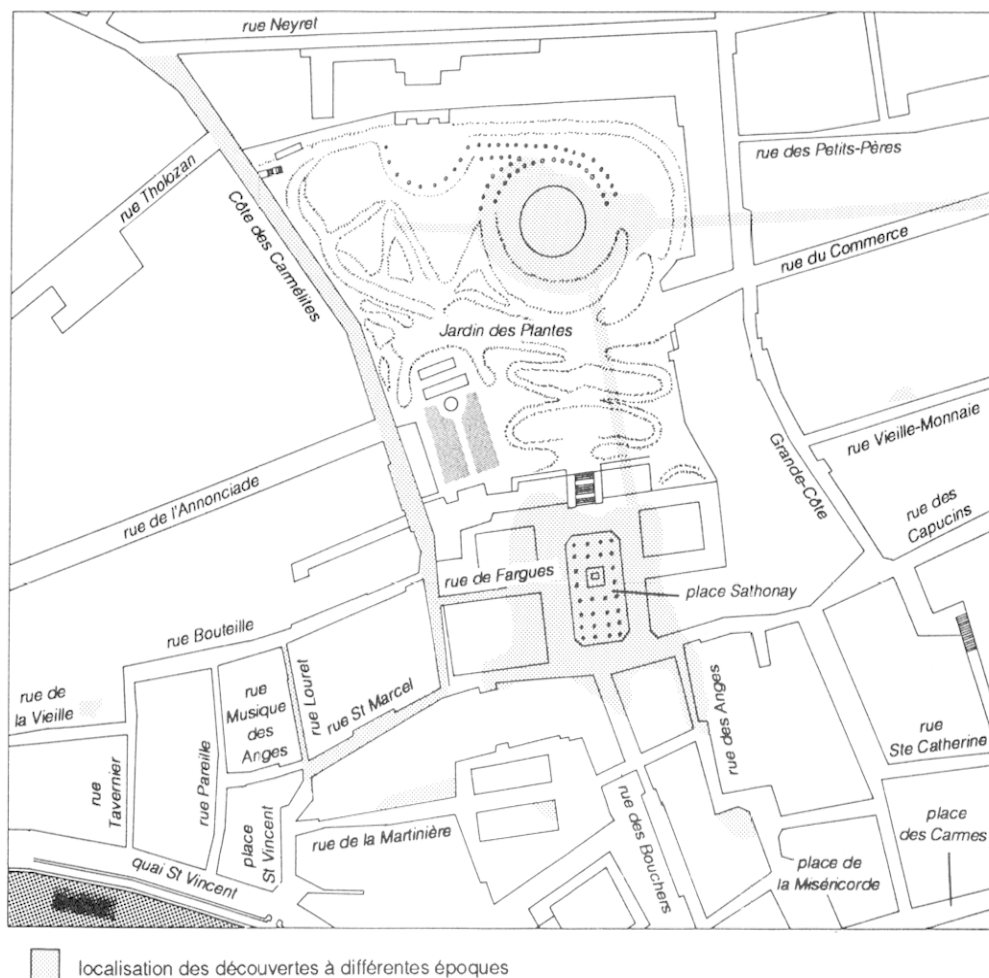 rue Neyret
rue des Petits-Pères
rue Tholozan
Côte des Carmélites
rue du Commerce
Jardin des Plantes
rue Vieille-Monnaie
Grande-Côte
rue de l'Annonciade
rue des
Capucins
rue de Fargues
place Sathonay
rue Bouteille
rue de
la Vieille
rue
Musique
des
Anges
rue Louret
rue St Marcel
rue des Anges
rue
Ste Catherine
rue
Tavernier
rue Pareille
place
St Vincent
rue de la Martinière
rue des Bouchers
place
des Carmes
place de
la Miséricorde
quai St Vincent
localisation des découvertes à différentes époques